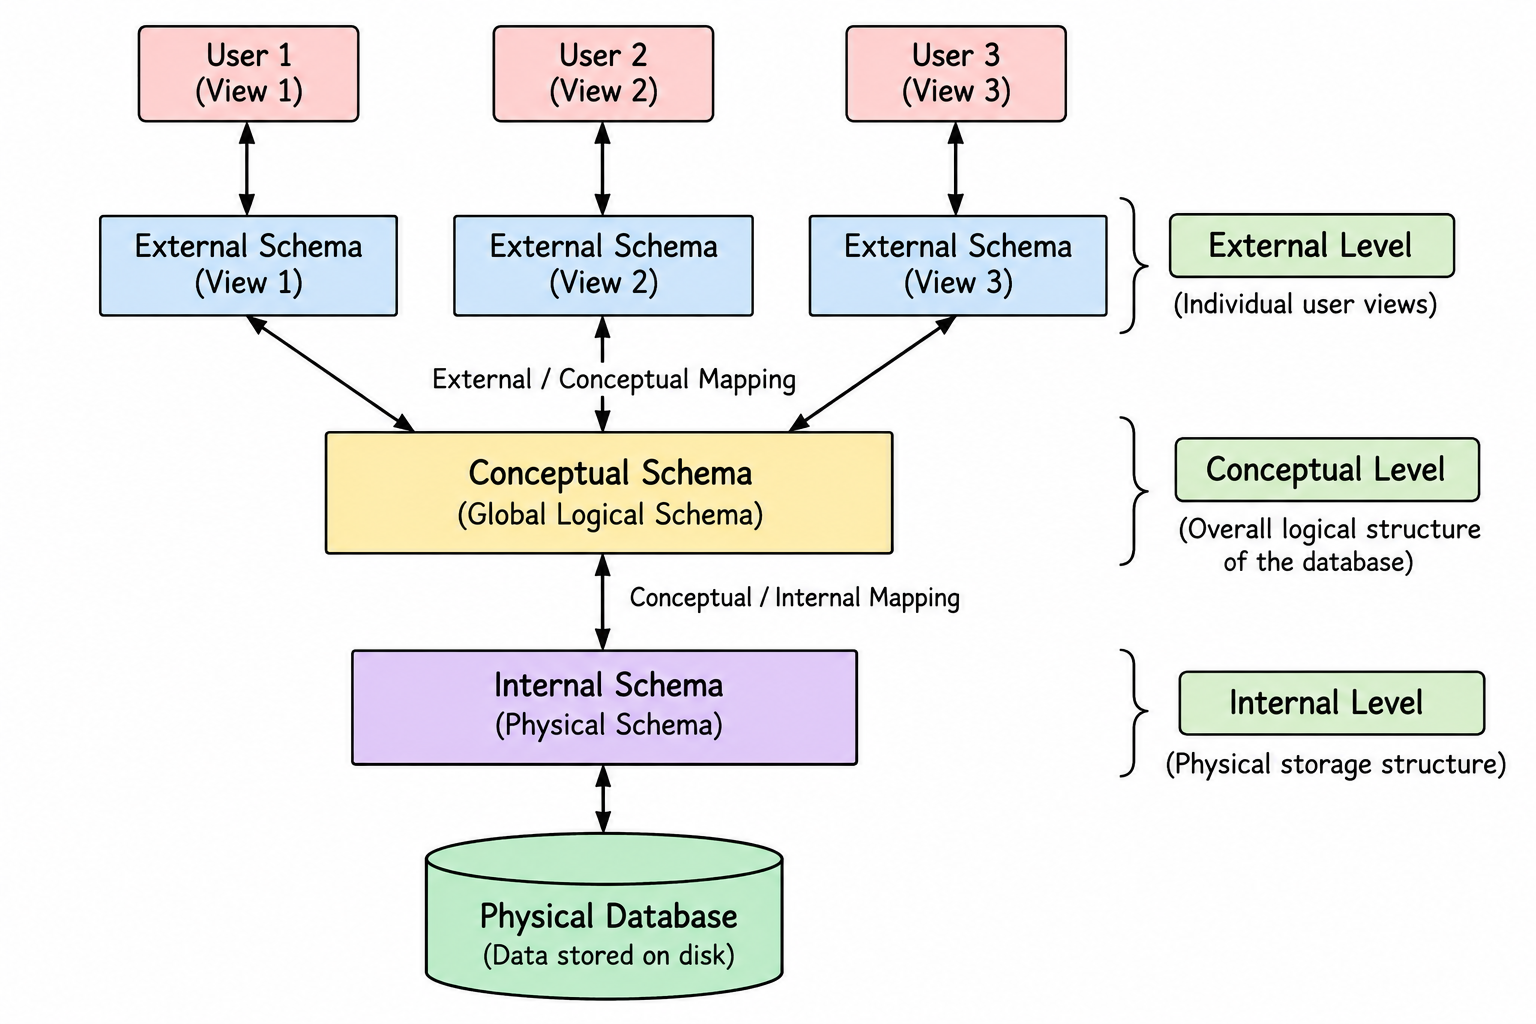 User 1
(View 1)
User 2
(View 2)
User 3
(View 3)
External Schema
(View 1)
External Schema
(View 2)
External Schema
(View 3)
External Level
(Individual user views)
External / Conceptual Mapping
Conceptual Schema
(Global Logical Schema)
Conceptual Level
(Overall logical structure
of the database)
Conceptual / Internal Mapping
Internal Schema
(Physical Schema)
Internal Level
(Physical storage structure)
Physical Database
(Data stored on disk)